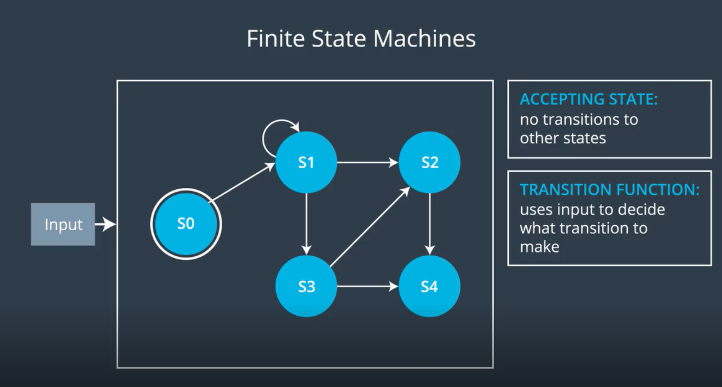 Finite State Machines
Input
S0
S1
S2
S3
S4
ACCEPTING STATE:
no transitions to
other states
TRANSITION FUNCTION:
uses input to decide
what transition to
make